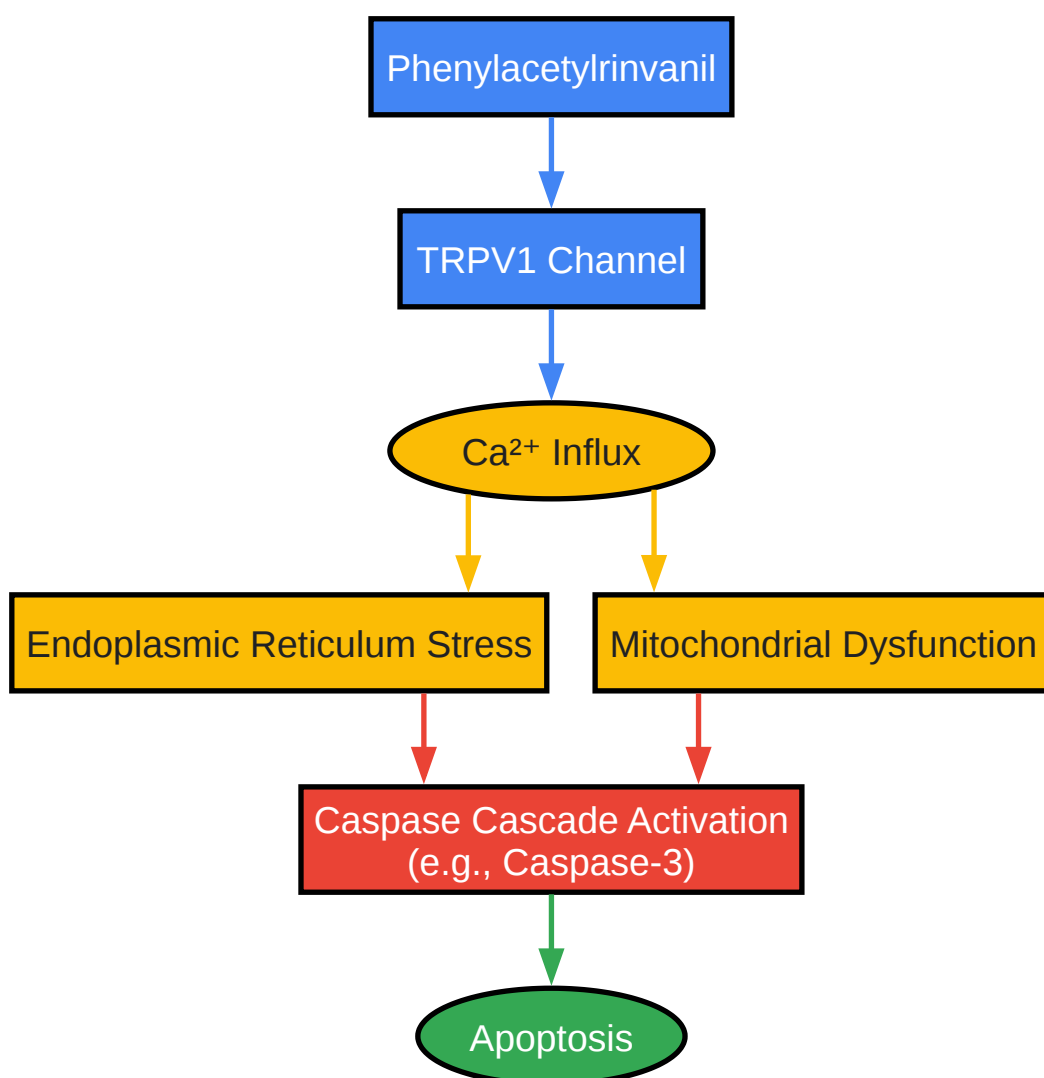 Phenylacetylrinvanil
TRPV1 Channel
Ca²⁺ Influx
Endoplasmic Reticulum Stress
Mitochondrial Dysfunction
Caspase Cascade Activation
(e.g., Caspase-3)
Apoptosis